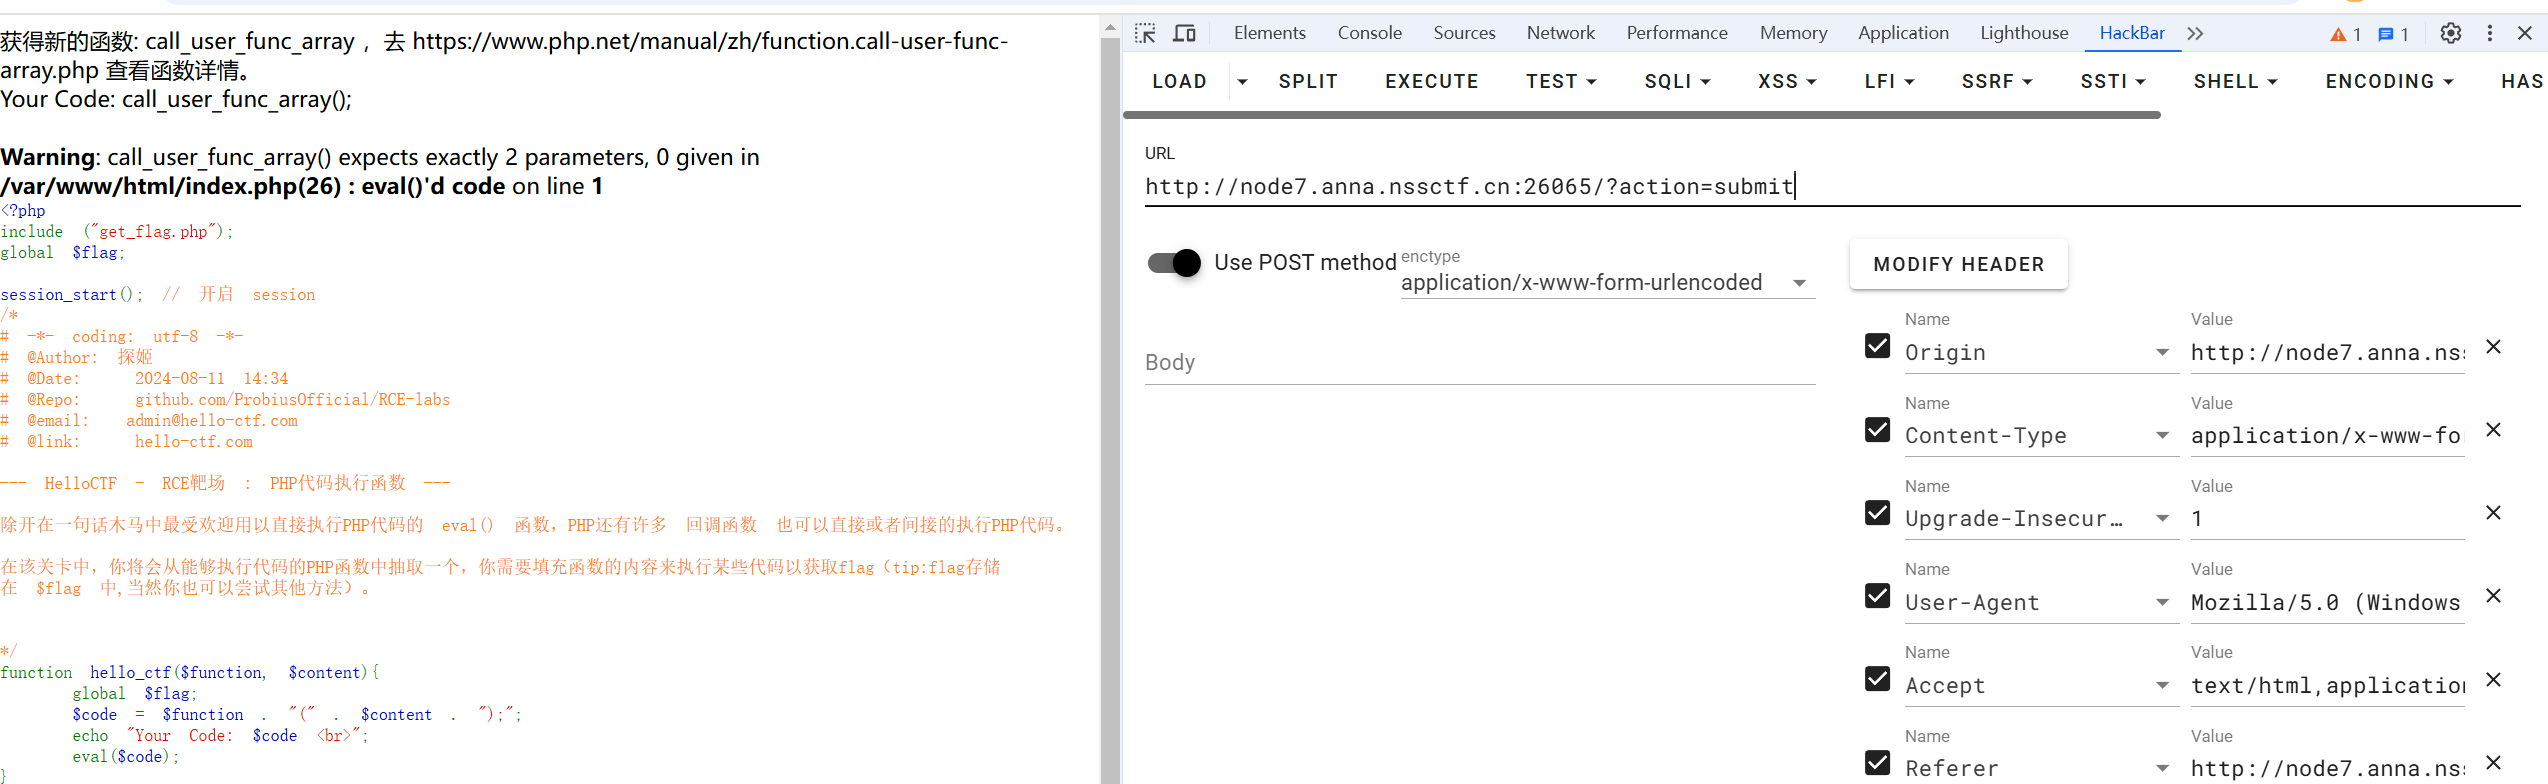 获得新的函数: call_user_func_array ，去 https://www.php.net/manual/zh/function.call-user-func-
array.php 查看函数详情。
Your Code: call_user_func_array();
Warning: call_user_func_array() expects exactly 2 parameters, 0 given in
/var/www/html/index.php(26) : eval()'d code on line 1
<?php
include ("get_flag.php");
global $flag;
session_start(); // 开启 session
/*
# -*- coding: utf-8 -*-
# @Author: 探姬
# @Date: 2024-08-11 14:34
# @Repo: github.com/ProbiusOfficial/RCE-labs
# @email: admin@hello-ctf.com
# @link: hello-ctf.com
--- HelloCTF - RCE靶场 : PHP代码执行函数 ---
除开在一句话木马中最受欢迎用以直接执行PHP代码的 eval() 函数，PHP还有许多 回调函数 也可以直接或者间接的执行PHP代码。
在该关卡中，你将会从能够执行代码的PHP函数中抽取一个，你需要填充函数的内容来执行某些代码以获取flag（tip:flag存储
在 $flag 中,当然你也可以尝试其他方法）。
*/
function hello_ctf($function, $content){
global $flag;
$code = $function . "(" . $content . ");";
echo "Your Code: $code <br>";
eval($code);
}
Elements Console Sources Network Performance Memory Application Lighthouse HackBar 1 1
LOAD SPLIT EXECUTE TEST SQLI XSS LFI SSRF SSTI SHELL ENCODING HAS
URL
http://node7.anna.nssctf.cn:26065/?action=submit
Use POST method
enctype
application/x-www-form-urlencoded
MODIFY HEADER
Body
Name Value
Origin http://node7.anna.ns
Name Value
Content-Type application/x-www-fo
Name Value
Upgrade-Insecur... 1
Name Value
User-Agent Mozilla/5.0 (Windows
Name Value
Accept text/html,application
Name Value
Referer http://node7.anna.ns